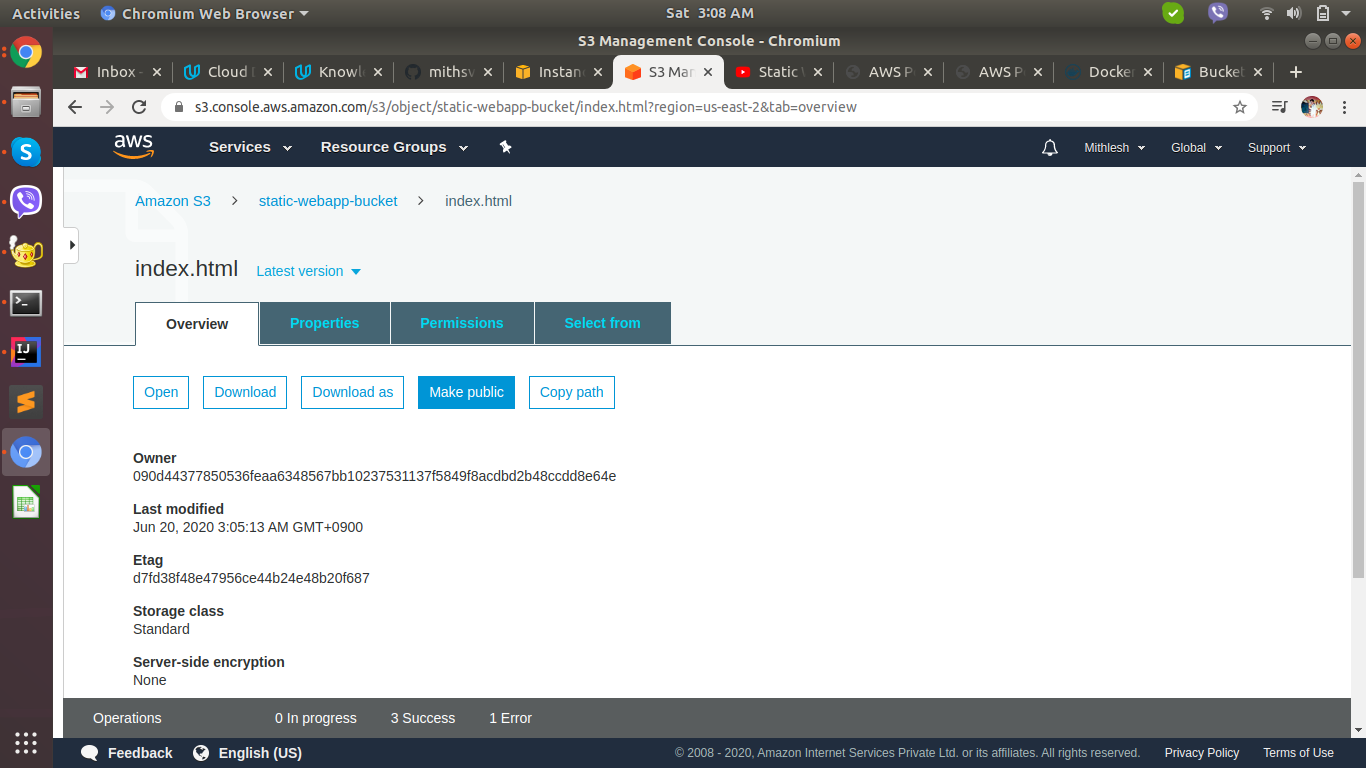 Activities Chromium Web Browser Sat 3:08 AM
S3 Management Console - Chromium
Inbox - Cloud Knowl mithsv Instan S3 Mar Static AWS P AWS P Docker Bucket
s3.console.aws.amazon.com/s3/object/static-webapp-bucket/index.html?region=us-east-2&tab=overview
aws Services Resource Groups Mithlesh Global Support
Amazon S3 static-webapp-bucket index.html
index.html Latest version
Overview Properties Permissions Select from
Open Download Download as Make public Copy path
Owner
090d44377850536feaa6348567bb10237531137f5849f8acdbd2b48ccdd8e64e
Last modified
Jun 20, 2020 3:05:13 AM GMT+0900
Etag
d7fd38f48e47956ce44b24e48b20f687
Storage class
Standard
Server-side encryption
None
Operations 0 In progress 3 Success 1 Error
Feedback English (US) © 2008 - 2020, Amazon Internet Services Private Ltd. or its affiliates. All rights reserved. Privacy Policy Terms of Use